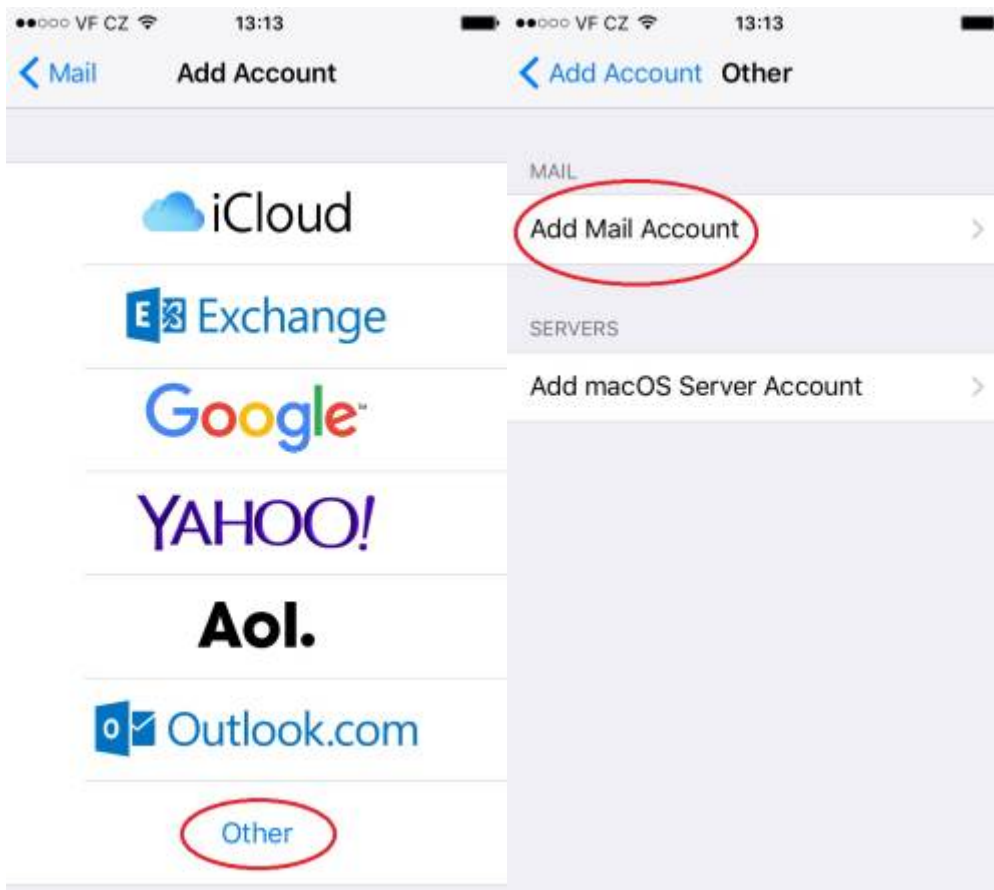 VF CZ 13:13
Mail Add Account
iCloud
Exchange
Google™
YAHOO!
Aol.
Outlook.com
Other
VF CZ 13:13
Add Account Other
MAIL
Add Mail Account
SERVERS
Add macOS Server Account